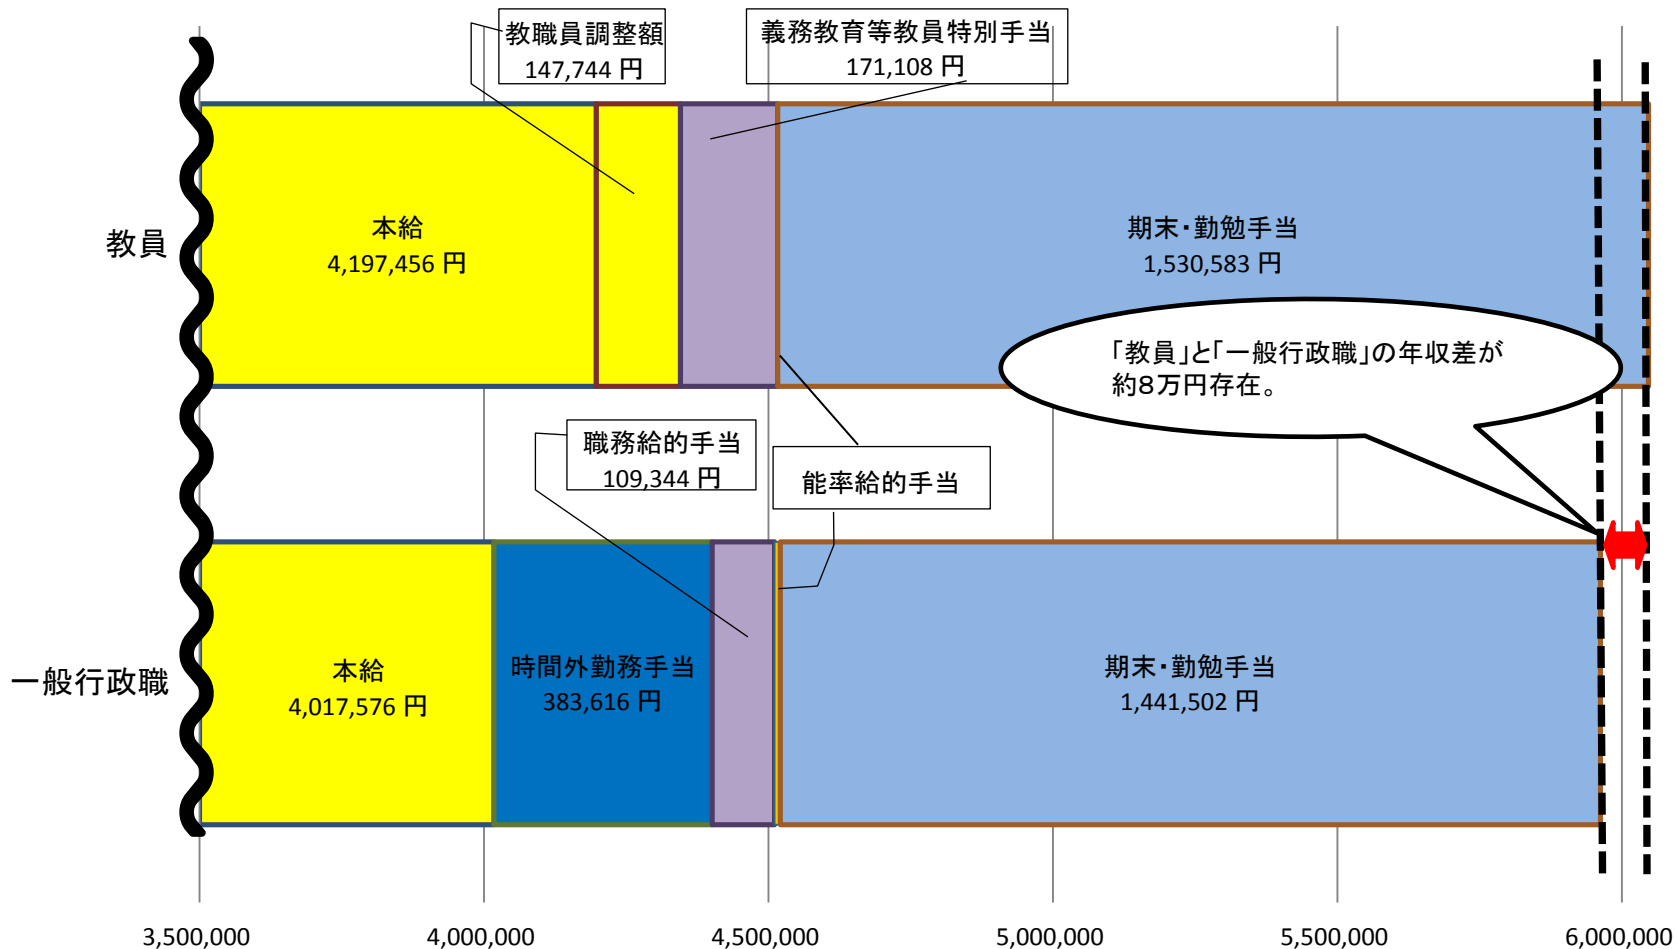 教職員調整額
147,744 円
義務教育等教員特別手当
171,108 円
教員
本給
4,197,456 円
期末・勤勉手当
1,530,583 円
「教員」と「一般行政職」の年収差が
約8万円存在。
職務給的手当
109,344 円
能率給的手当
一般行政職
本給
4,017,576 円
時間外勤務手当
383,616 円
期末・勤勉手当
1,441,502 円
3,500,000
4,000,000
4,500,000
5,000,000
5,500,000
6,000,000